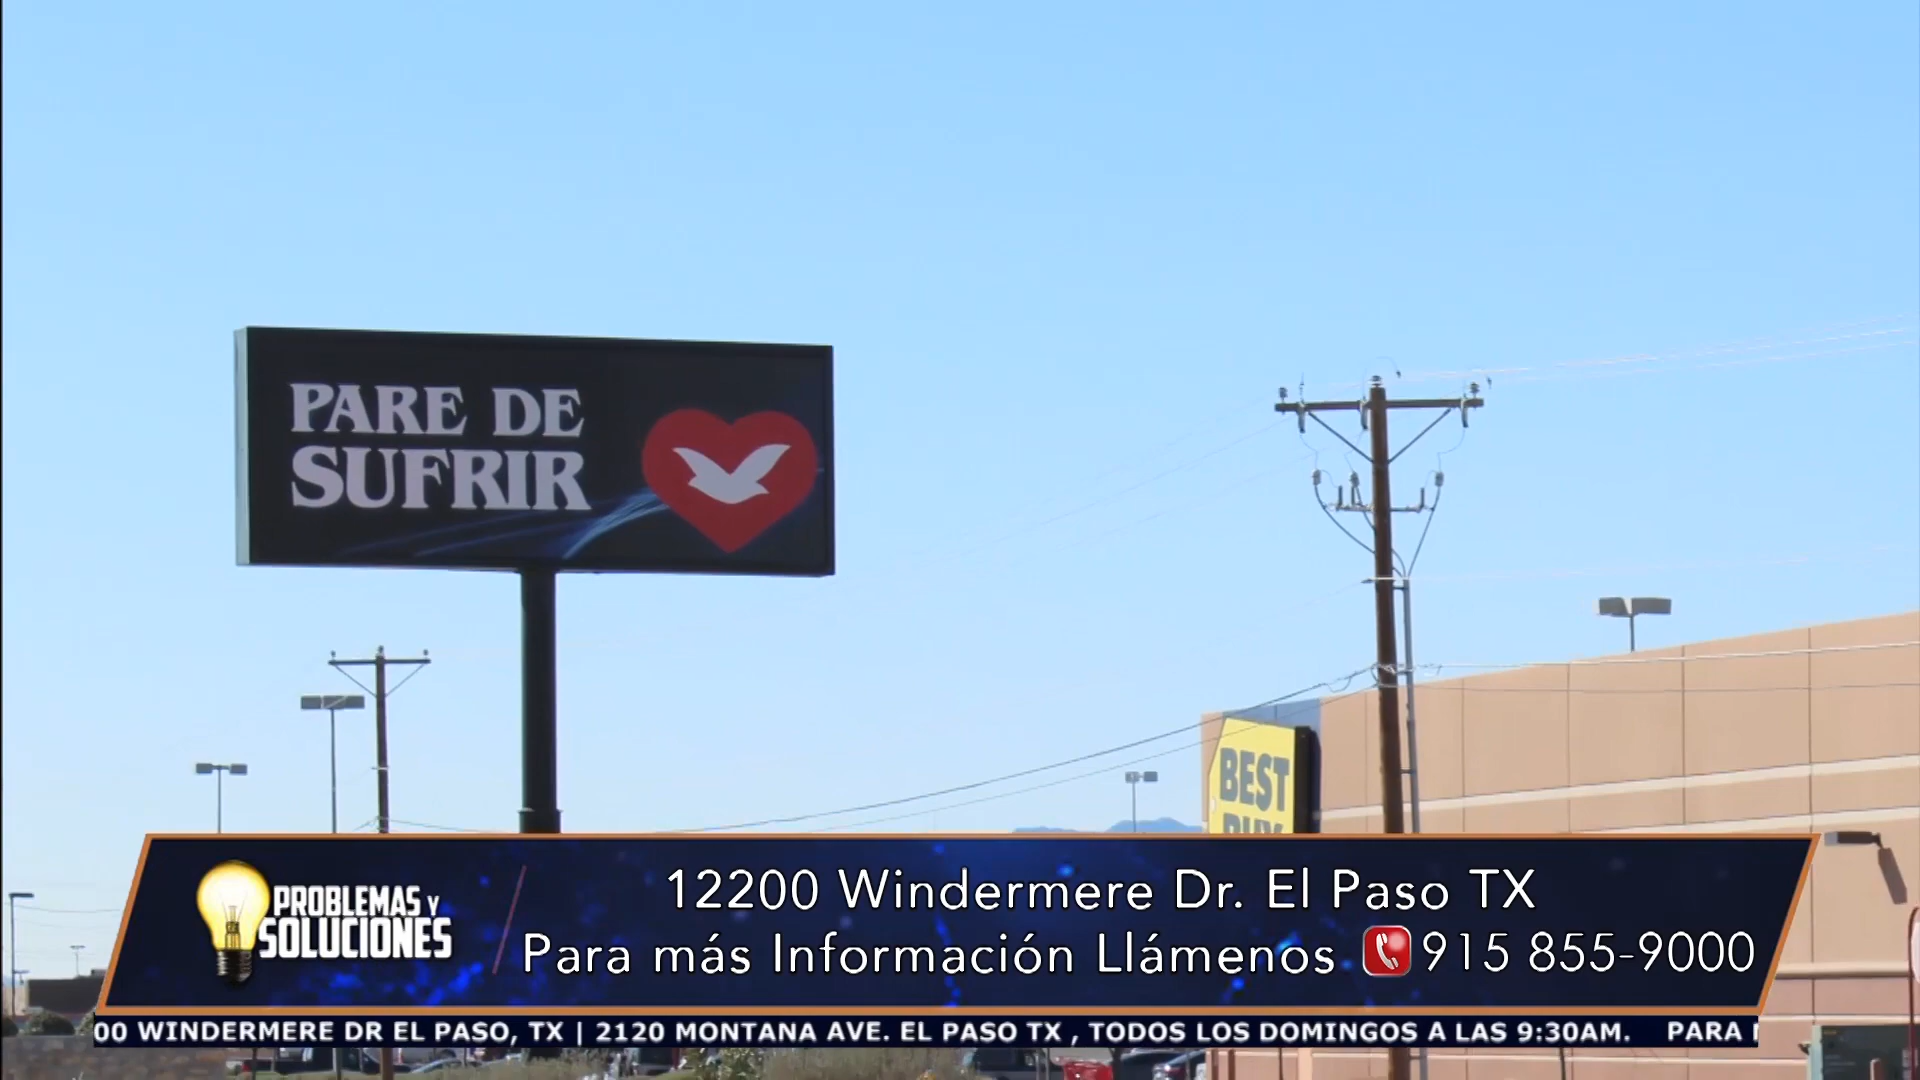 PARE DE
SUFRIR
BEST
BUY
PROBLEMAS Y
SOLUCIONES
12200 Windermere Dr. El Paso TX
Para más Información Llámenos 915 855-9000
00 WINDERMERE DR EL PASO, TX | 2120 MONTANA AVE. EL PASO TX , TODOS LOS DOMINGOS A LAS 9:30AM. PARA